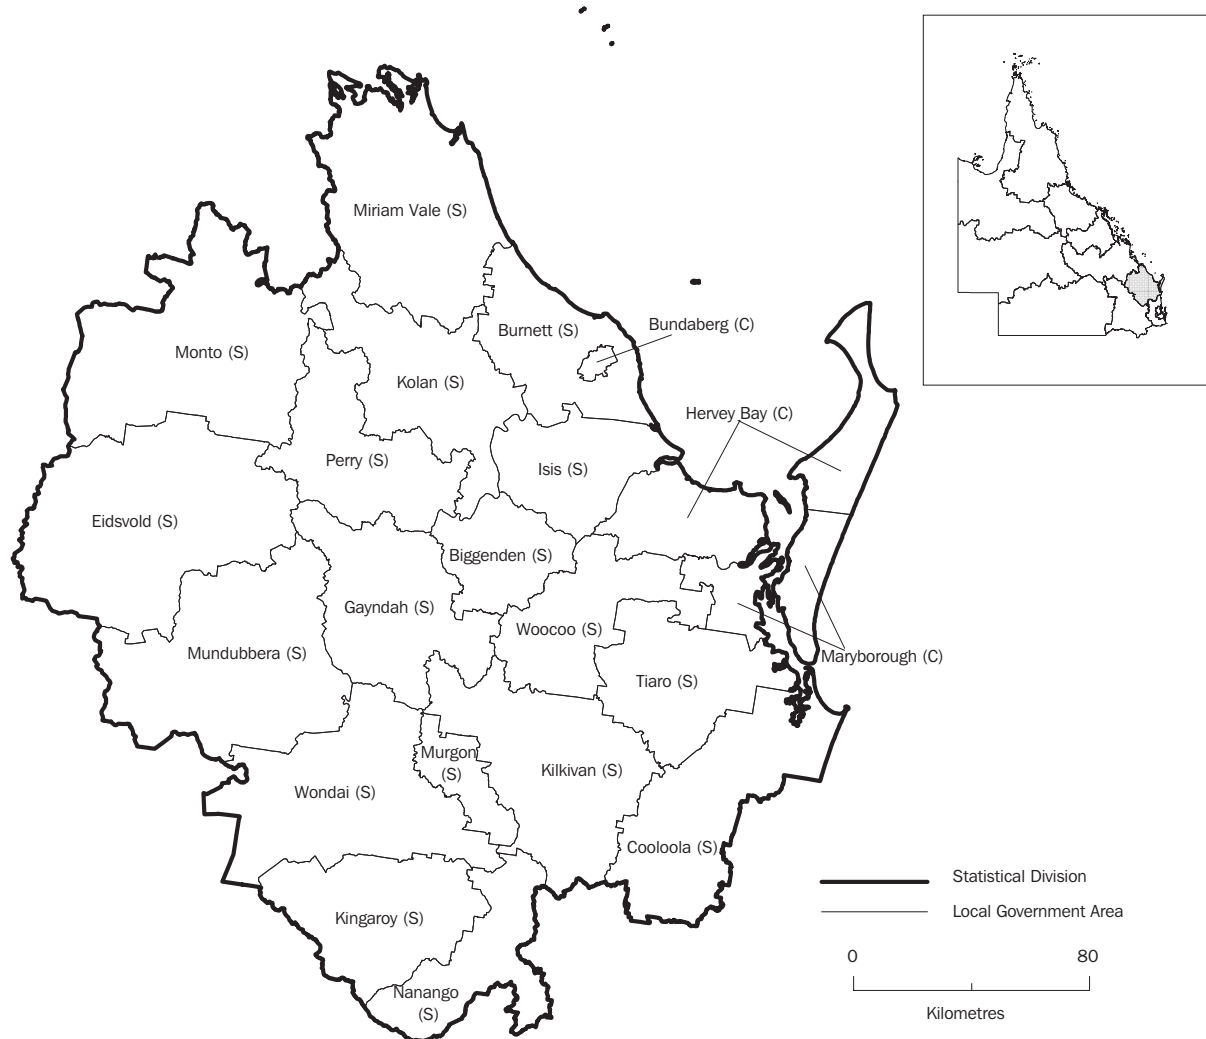 Miriam Vale (S)
Burnett (S)
Bundaberg (C)
Monto (S)
Kolan (S)
Hervey Bay (C)
Perry (S)
Isis (S)
Eidsvold (S)
Biggenden (S)
Gayndah (S)
Woocoo (S)
Mundubbera (S)
Maryborough (C)
Tiaro (S)
Murgon
(S)
Kilkivan (S)
Wondai (S)
Cooloola (S)
Kingaroy (S)
Nanango
(S)
Statistical Division
Local Government Area
0 80
Kilometres